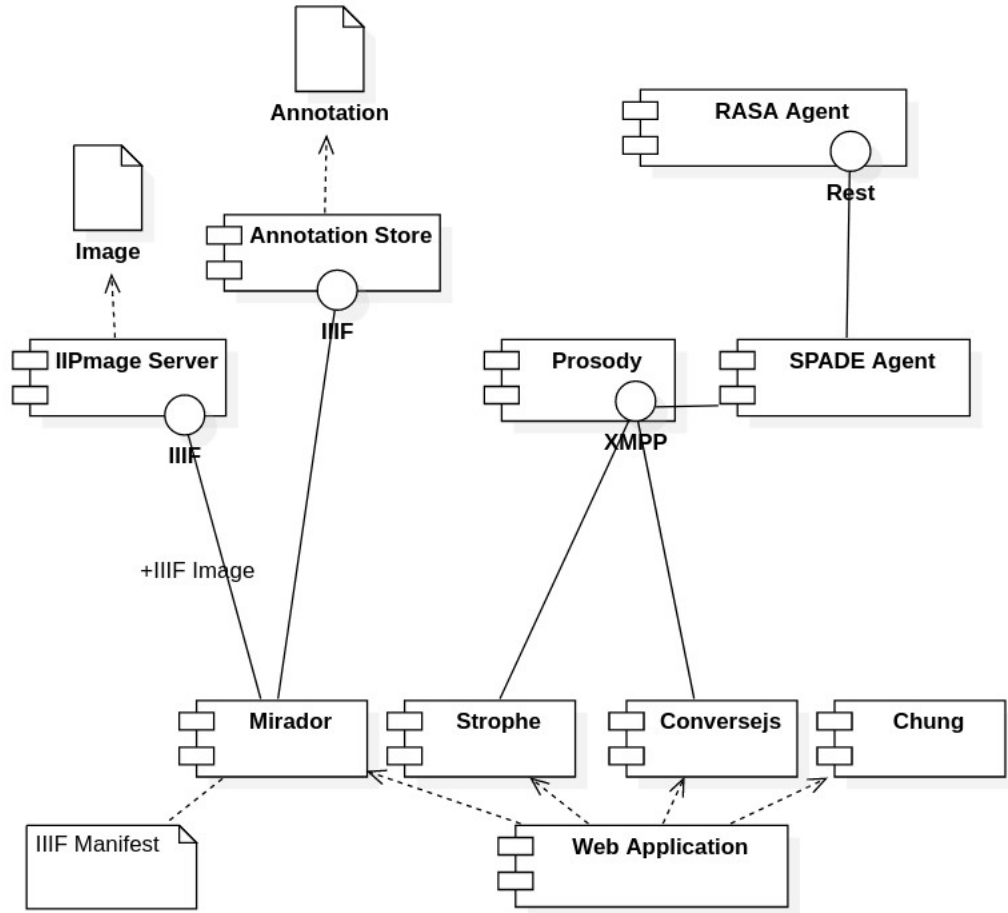 Annotation
RASA Agent
Rest
Image
Annotation Store
IIIF
IIPmage Server
IIIF
Prosody
XMPP
SPADE Agent
+IIIF Image
Mirador
Strophe
Conversejs
Chung
IIIF Manifest
Web Application